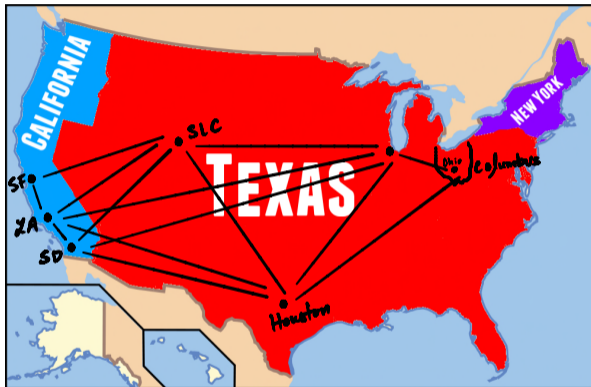 CALIFORNIA
NEW YORK
SLC
Ohio
Columbus
TEXAS
SF
LA
SD
Houston